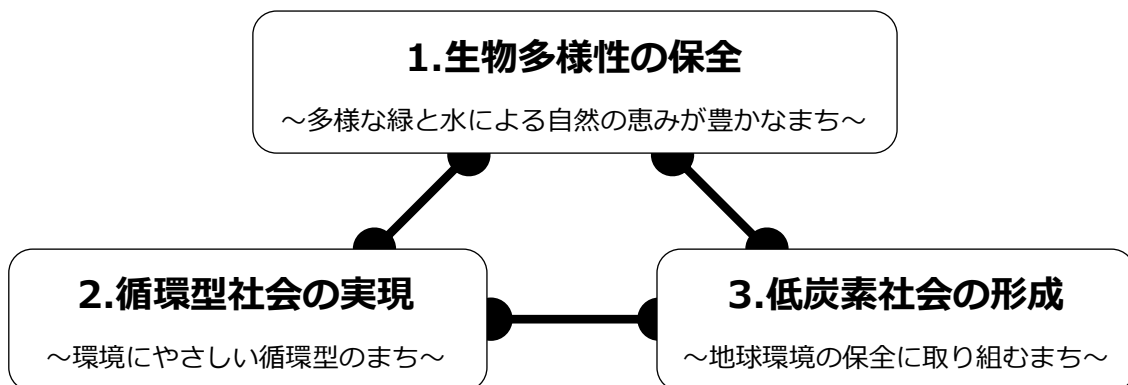 1.生物多様性の保全
～多様な緑と水による自然の恵みが豊かなまち～
2.循環型社会の実現
～環境にやさしい循環型のまち～
3.低炭素社会の形成
～地球環境の保全に取り組むまち～